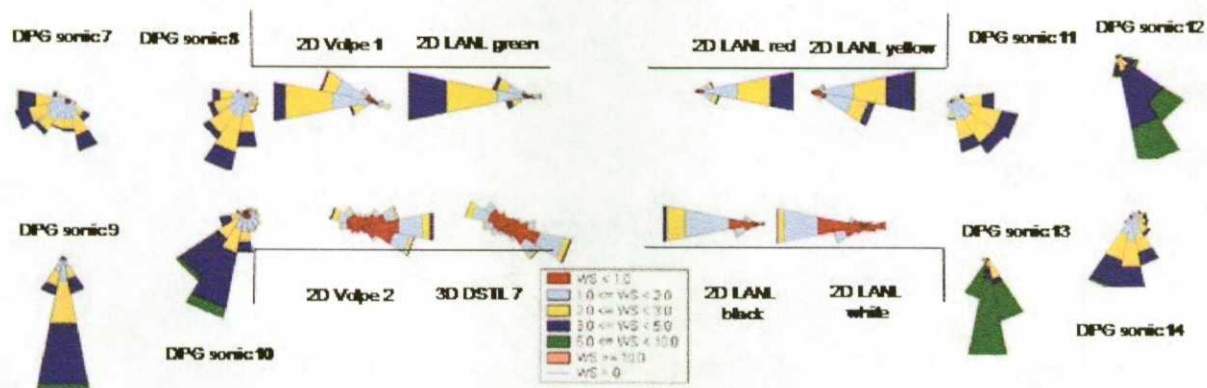 DPG sonic:7
DPG sonic:8
2D Volpe 1
2D LANL green
2D LANL red
2D LANL yellow
DPG sonic:11
DPG sonic:12
DPG sonic:9
DPG sonic:10
2D Volpe 2
3D DSTIL 7
2D LANL
black
2D LANL
white
DPG sonic:13
DPG sonic:14
WS < 1.0
1.0 <= WS < 2.0
2.0 <= WS < 3.0
3.0 <= WS < 5.0
5.0 <= WS < 10.0
WS >= 10.0
WS = 0